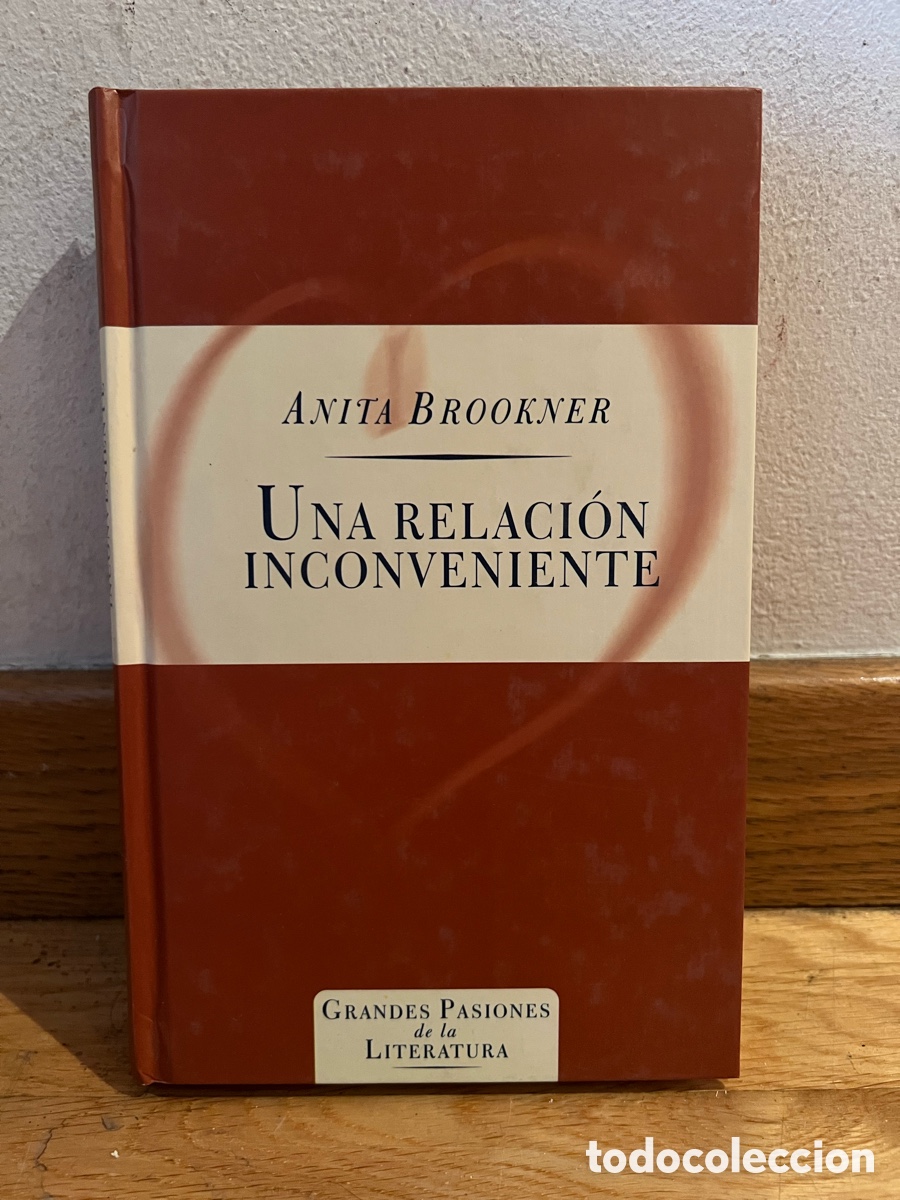 ANITA BROOKNER
UNA RELACIÓN
INCONVENIENTE
GRANDES PASIONES
de la
LITERATURA
todocoleccion